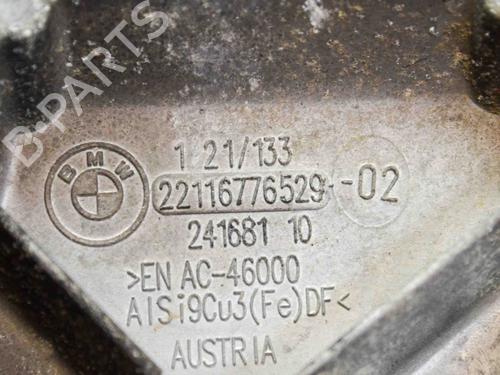 B-PARTS
BMW
1 21/133
22116776529--02
241681 10
>EN AC-46000
AlSi9Cu3(Fe)DF<
AUSTRIA